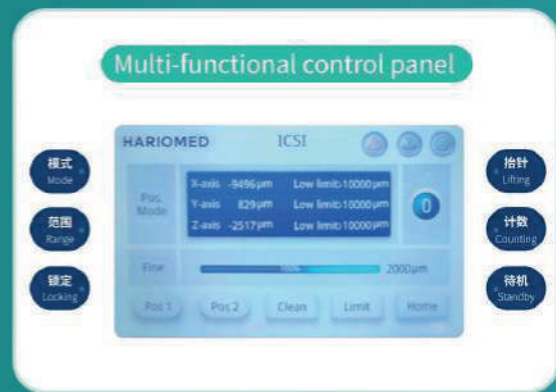 Multi-functional control panel
模式
Mode
范围
Range
锁定
Locking
HARIOMED ICSI
Pos.
Mode
X-axis -9496μm Low limit:10000μm
Y-axis 829μm Low limit:10000μm
Z-axis -2517μm Low limit:10000μm
0
Fine 2000μm
Pos 1 Pos 2 Clean Limit Home
抬针
Lifting
计数
Counting
待机
Standby